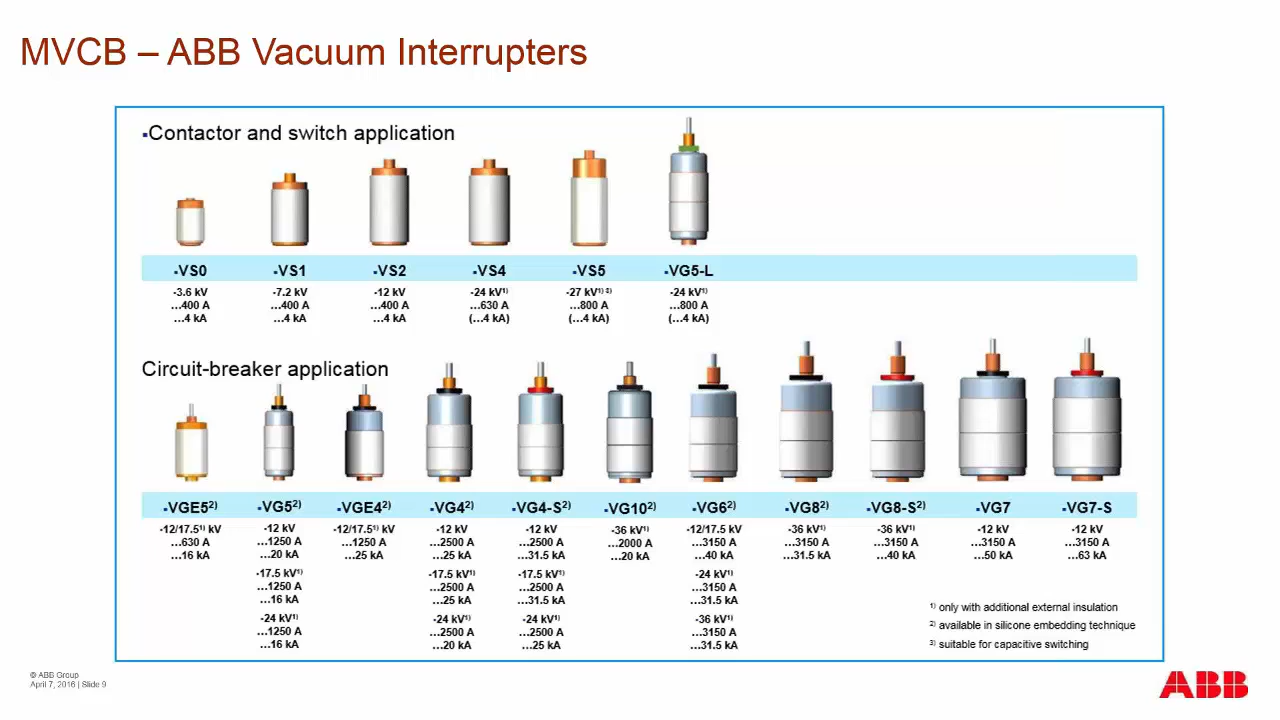 MVCB – ABB Vacuum Interrupters
▪Contactor and switch application
▪VS0 ▪VS1 ▪VS2 ▪VS4 ▪VS5 ▪VG5-L
-3.6 kV -7.2 kV -12 kV -24 kV¹⁾ -27 kV¹⁾ ³⁾ -24 kV¹⁾
…400 A …400 A …400 A …630 A …800 A …800 A
…4 kA …4 kA …4 kA (…4 kA) (…4 kA) (…4 kA)
Circuit-breaker application
▪VGE5²⁾ ▪VG5²⁾ ▪VGE4²⁾ ▪VG4²⁾ ▪VG4-S²⁾ ▪VG10²⁾ ▪VG6²⁾ ▪VG8²⁾ ▪VG8-S²⁾ ▪VG7 ▪VG7-S
-12/17.5¹⁾ kV -12 kV -12/17.5¹⁾ kV -12 kV -12 kV -36 kV¹⁾ -12/17.5 kV -36 kV¹⁾ -36 kV¹⁾ -12 kV -12 kV
…630 A …1250 A …1250 A …2500 A …2500 A …2000 A …3150 A …3150 A …3150 A …3150 A …3150 A
…16 kA …20 kA …25 kA …25 kA …31.5 kA …20 kA …40 kA …31.5 kA …40 kA …50 kA …63 kA
-17.5 kV¹⁾ -17.5 kV¹⁾ -17.5 kV¹⁾ -24 kV¹⁾
…1250 A …2500 A …2500 A …3150 A
…16 kA …25 kA …31.5 kA …31.5 kA
-24 kV¹⁾ -24 kV¹⁾ -24 kV¹⁾ -36 kV¹⁾
…1250 A …2500 A …2500 A …3150 A
…16 kA …20 kA …25 kA …31.5 kA
¹⁾ only with additional external insulation
²⁾ available in silicone embedding technique
³⁾ suitable for capacitive switching
© ABB Group
April 7, 2016 | Slide 9
ABB